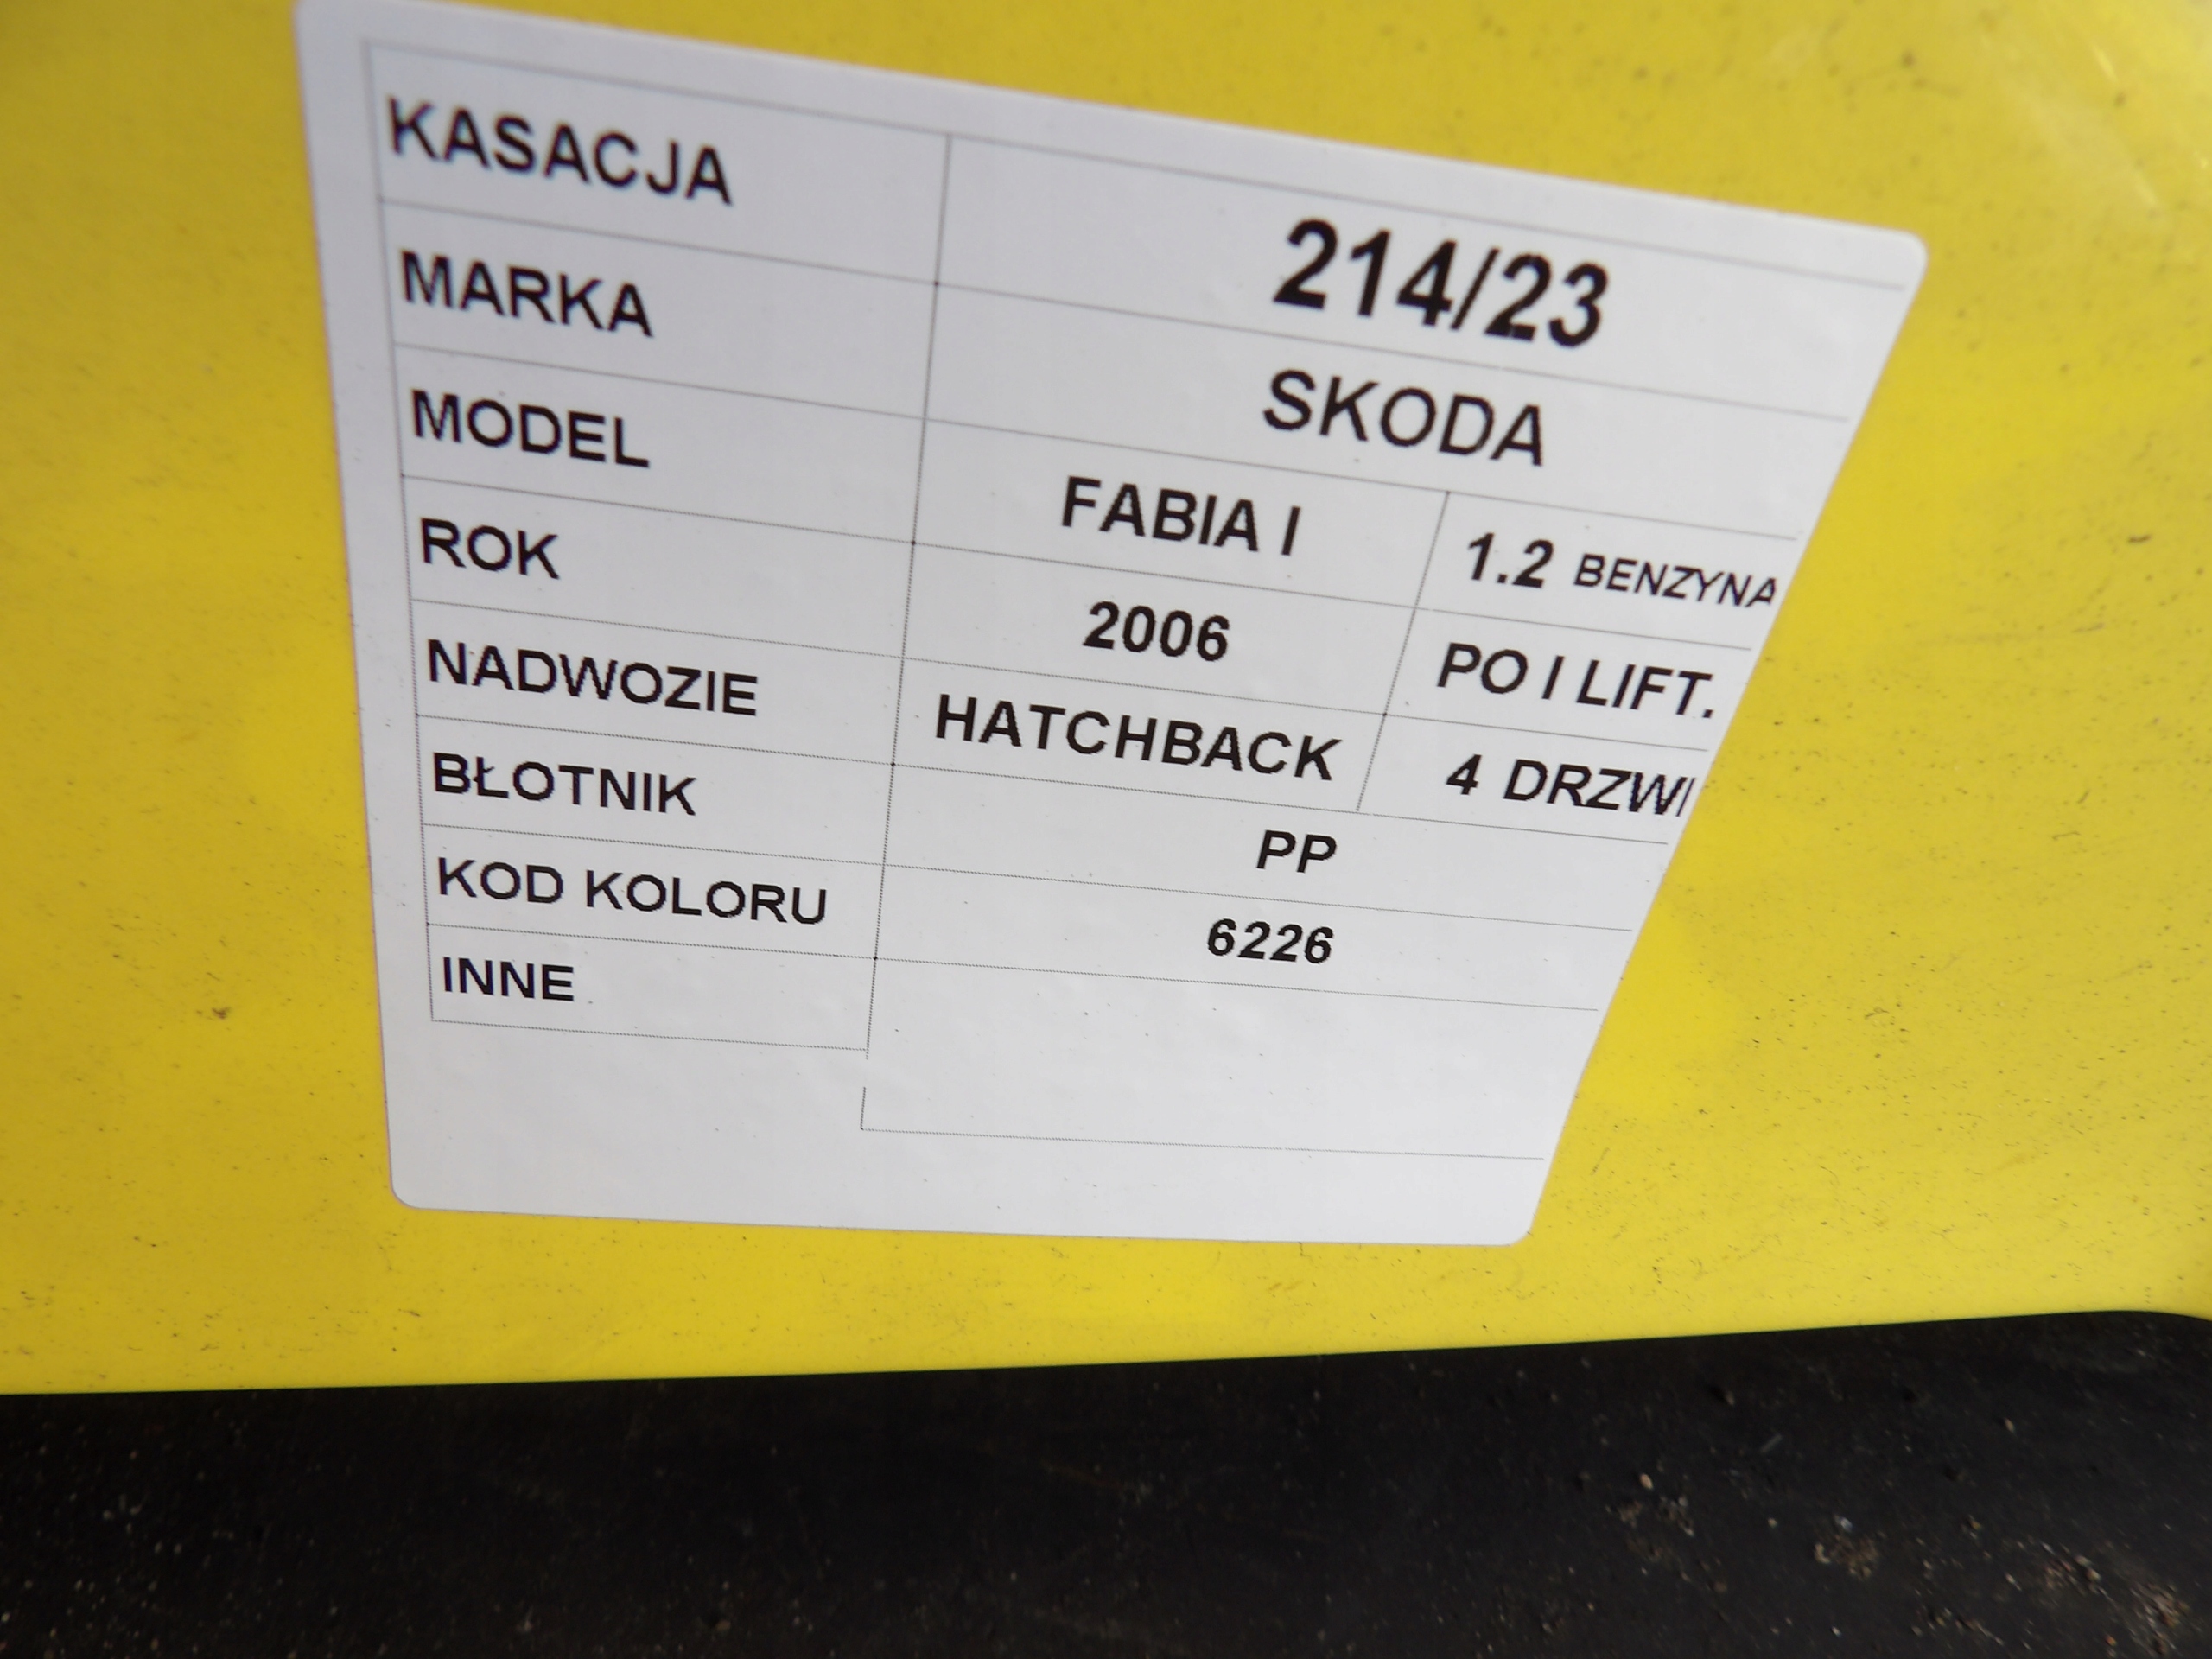 KASACJA 214/23
MARKA SKODA
MODEL FABIA I 1.2 BENZYNA
ROK 2006 PO I LIFT.
NADWOZIE HATCHBACK 4 DRZWI
BŁOTNIK PP
KOD KOLORU 6226
INNE